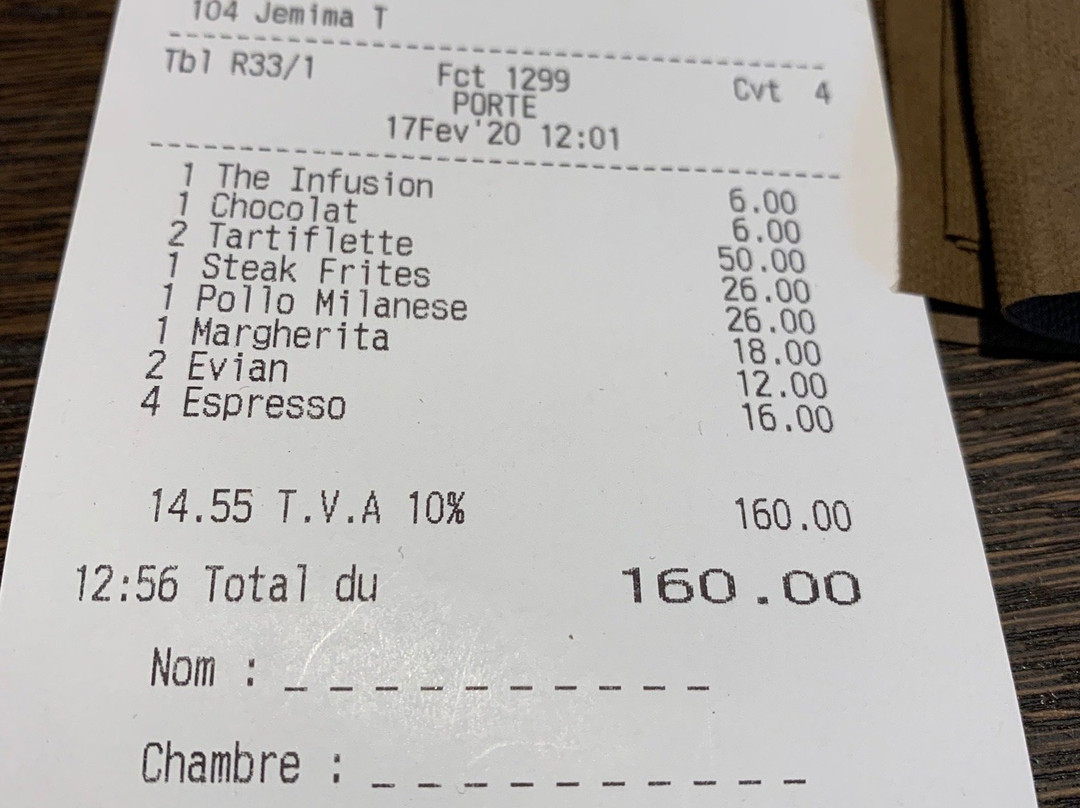 104 Jemima T
Tbl R33/1 Fct 1299 Cvt 4
PORTE
17Fev'20 12:01
1 The Infusion 6.00
1 Chocolat 6.00
2 Tartiflette 50.00
1 Steak Frites 26.00
1 Pollo Milanese 26.00
1 Margherita 18.00
2 Evian 12.00
4 Espresso 16.00
14.55 T.V.A 10% 160.00
12:56 Total du 160.00
Nom : _ _ _ _ _ _ _ _ _ _
Chambre : _ _ _ _ _ _ _ _ _ _